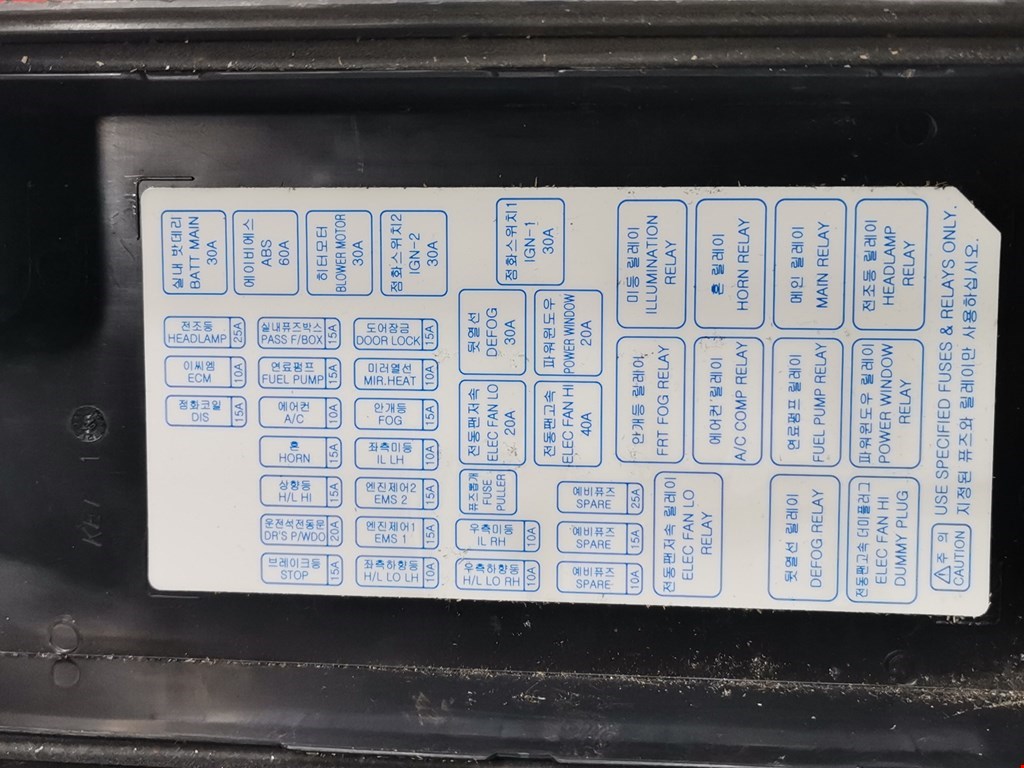 실내 밧데리
BATT MAIN
30A
에이비에스
ABS
60A
히터모터
BLOWER MOTOR
30A
점화스위치2
IGN-2
30A
점화스위치1
IGN-1
30A
전조등
HEADLAMP
25A
실내퓨즈박스
PASS F/BOX
15A
도어장금
DOOR LOCK
15A
이씨엠
ECM
10A
연료펌프
FUEL PUMP
15A
미러열선
MIR.HEAT
10A
점화코일
DIS
15A
에어컨
A/C
10A
안개등
FOG
15A
혼
HORN
15A
좌측미등
IL LH
10A
상향등
H/L HI
15A
엔진제어2
EMS 2
15A
운전석전동문
DR'S P/WDO
20A
엔진제어1
EMS 1
15A
브레이크등
STOP
15A
좌측하향등
H/L LO LH
10A
뒷열선
DEFOG
30A
파워윈도우
POWER WINDOW
20A
전동팬저속
ELEC FAN LO
20A
전동팬고속
ELEC FAN HI
40A
퓨즈뽑개
FUSE
PULLER
우측미등
IL RH
10A
우측하향등
H/L LO RH
10A
예비퓨즈
SPARE
25A
예비퓨즈
SPARE
15A
예비퓨즈
SPARE
10A
미등 릴레이
ILLUMINATION
RELAY
혼 릴레이
HORN RELAY
메인 릴레이
MAIN RELAY
전조등 릴레이
HEADLAMP
RELAY
안개등 릴레이
FRT FOG RELAY
에어컨 릴레이
A/C COMP RELAY
연료펌프 릴레이
FUEL PUMP RELAY
파워윈도우 릴레이
POWER WINDOW
RELAY
전동팬저속 릴레이
ELEC FAN LO
RELAY
뒷열선 릴레이
DEFOG RELAY
전동팬고속 더미플러그
ELEC FAN HI
DUMMY PLUG
주 의
CAUTION
USE SPECIFIED FUSES & RELAYS ONLY.
지정된 퓨즈와 릴레이만 사용하십시오.